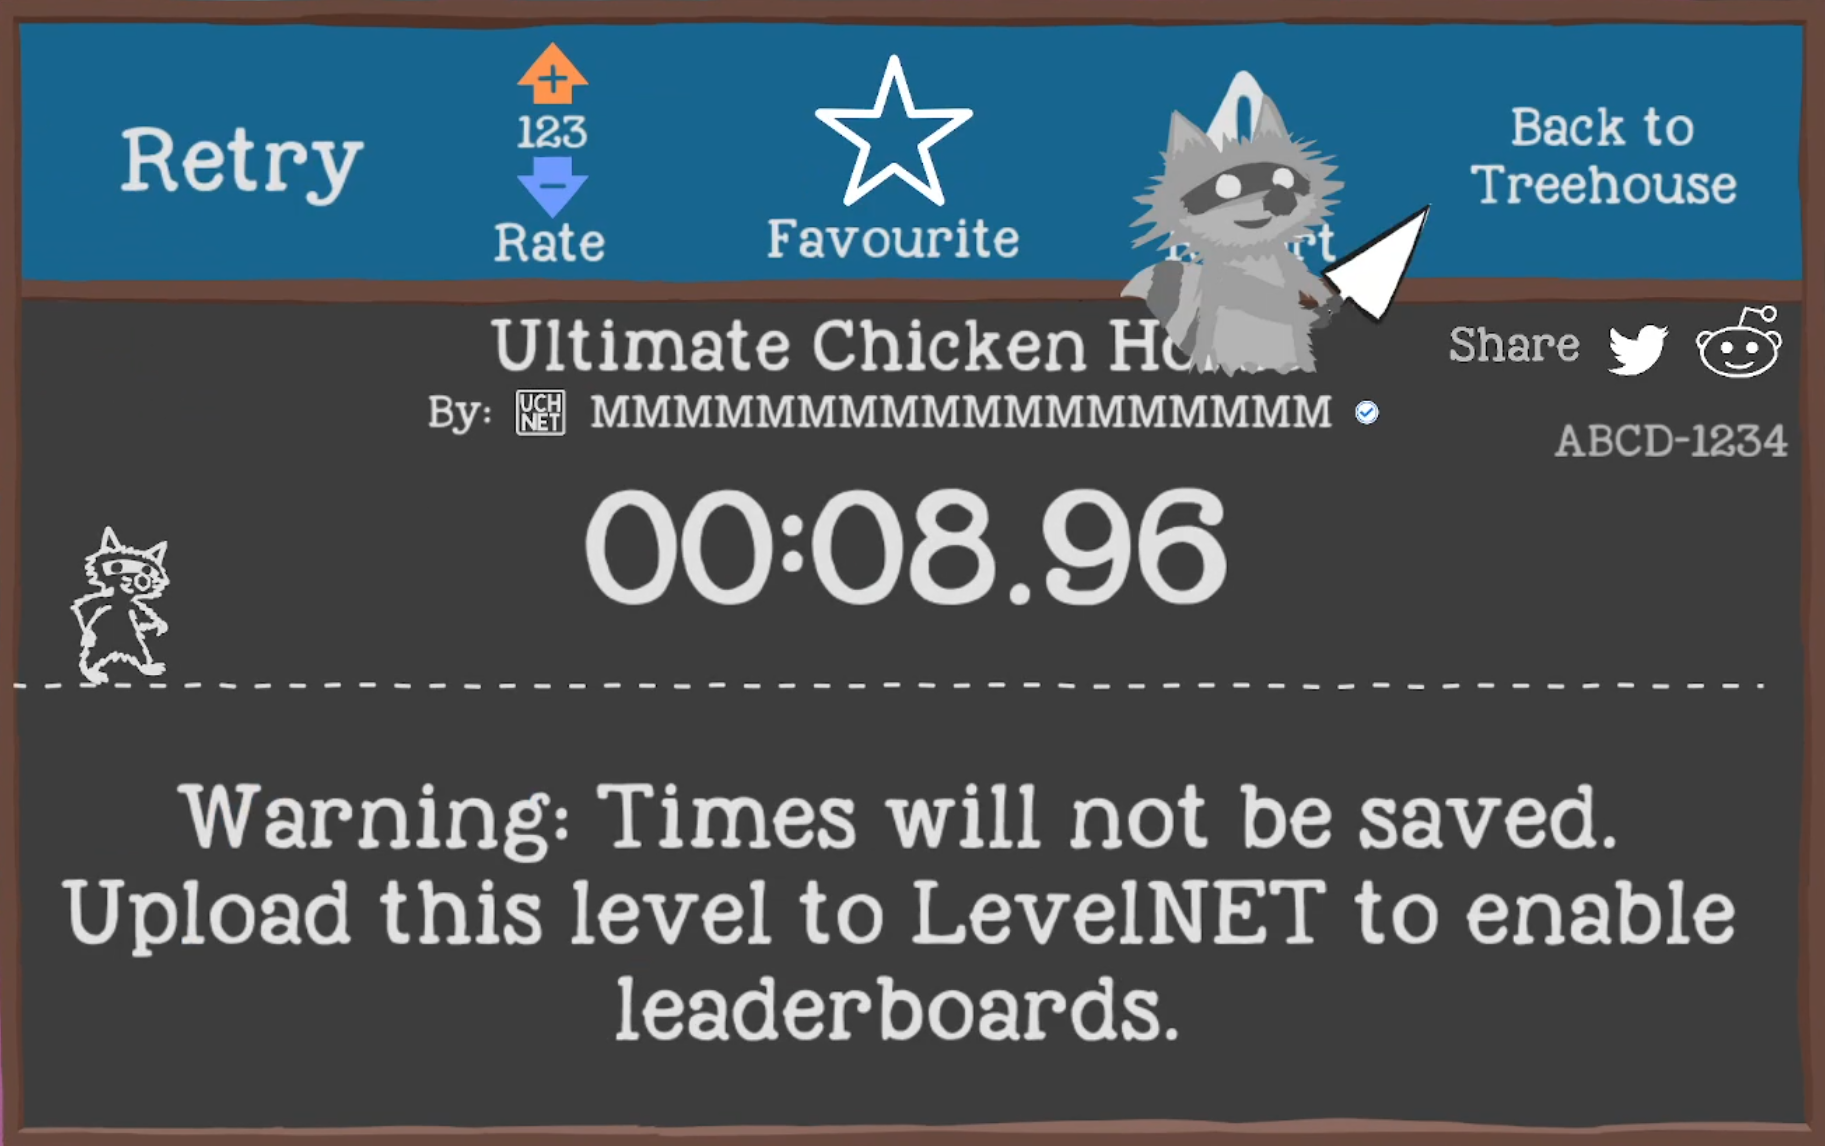 Retry
+
123
−
Rate
Favourite
Back to
Treehouse
Ultimate Chicken
Share
By: UCH NET MMMMMMMMMMMMMMMMMM
ABCD-1234
00:08.96
Warning: Times will not be saved.
Upload this level to LevelNET to enable
leaderboards.